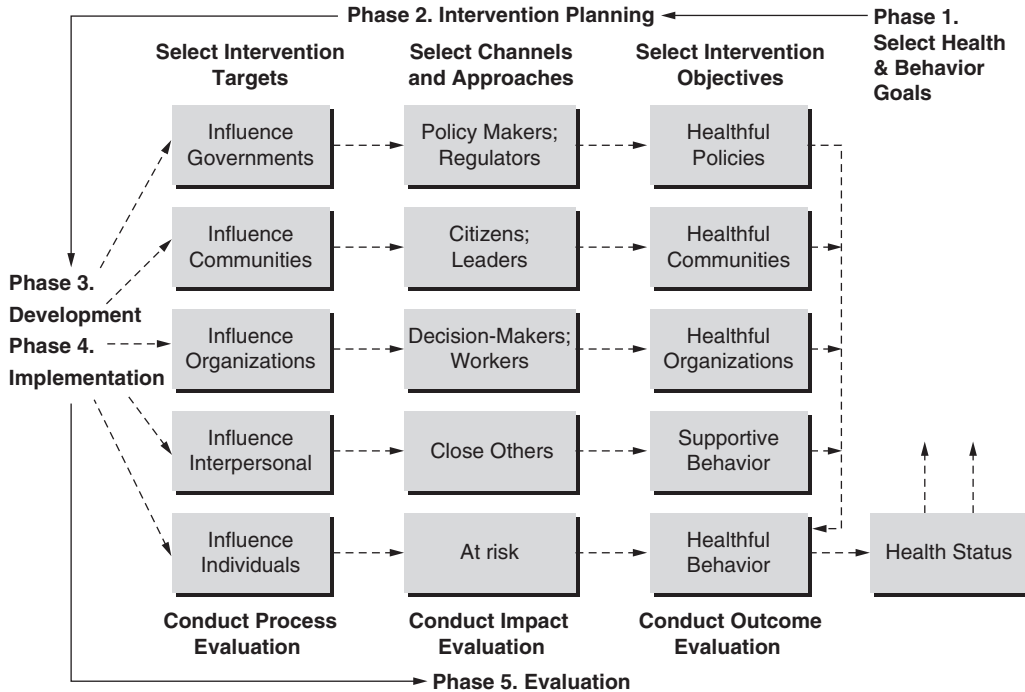 Phase 2. Intervention Planning
Phase 1.
Select Health
& Behavior
Goals
Select Intervention
Targets
Select Channels
and Approaches
Select Intervention
Objectives
Influence
Governments
Policy Makers;
Regulators
Healthful
Policies
Influence
Communities
Citizens;
Leaders
Healthful
Communities
Phase 3.
Development
Phase 4.
Implementation
Influence
Organizations
Decision-Makers;
Workers
Healthful
Organizations
Influence
Interpersonal
Close Others
Supportive
Behavior
Influence
Individuals
At risk
Healthful
Behavior
Health Status
Conduct Process
Evaluation
Conduct Impact
Evaluation
Conduct Outcome
Evaluation
Phase 5. Evaluation